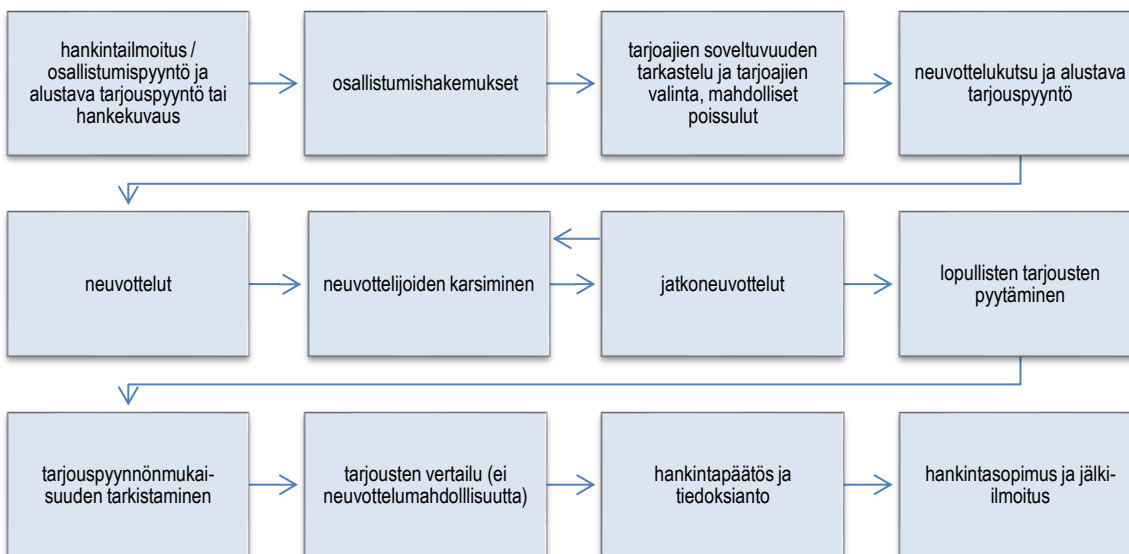 hankintailmoitus /
osallistumispyyntö ja
alustava tarjouspyyntö tai
hankekuvaus
osallistumishakemukset
tarjoajien soveltuvuuden
tarkastelu ja tarjoajien
valinta, mahdolliset
poissulut
neuvottelukutsu ja alustava
tarjouspyyntö
neuvottelut
neuvottelijoiden karsiminen
jatkoneuvottelut
lopullisten tarjousten
pyytäminen
tarjouspyynnönmukai-
suuden tarkistaminen
tarjousten vertailu (ei
neuvottelumahdolllisuutta)
hankintapäätös ja
tiedoksianto
hankintasopimus ja jälki-
ilmoitus